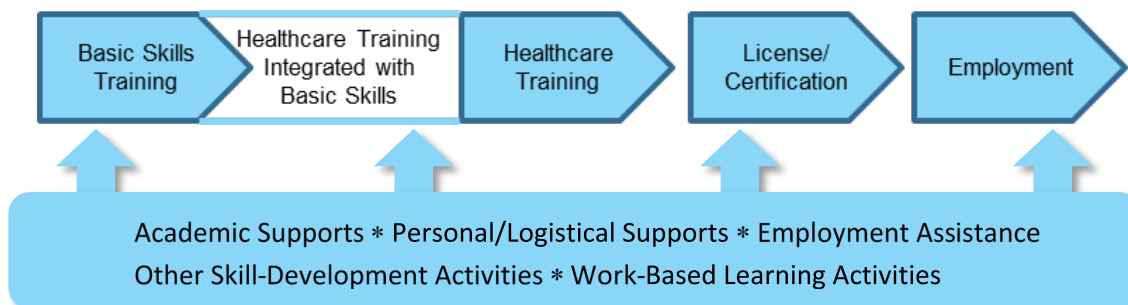 Basic Skills
Training
Healthcare Training
Integrated with
Basic Skills
Healthcare
Training
License/
Certification
Employment
Academic Supports * Personal/Logistical Supports * Employment Assistance
Other Skill-Development Activities * Work-Based Learning Activities